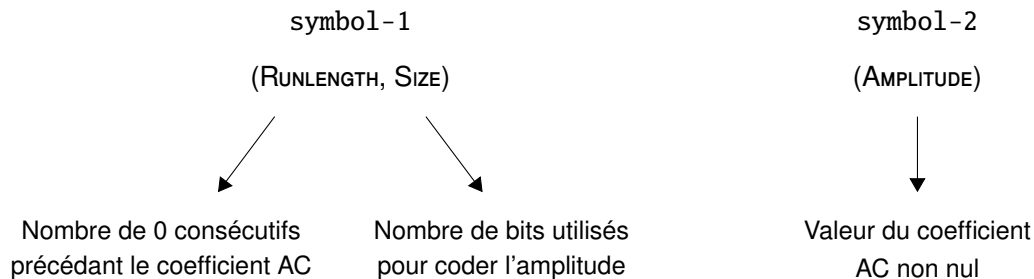 symbol-1 symbol-2
(RUNLENGTH, SIZE) (AMPLITUDE)
Nombre de 0 consécutifs Nombre de bits utilisés Valeur du coefficient
précédant le coefficient AC pour coder l'amplitude AC non nul